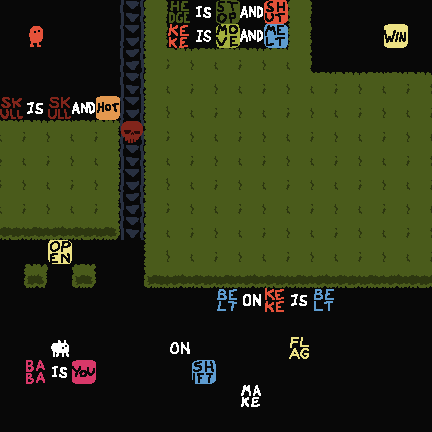 HEDGE IS STOP AND SHUT
KEKE IS MOVE AND MELT
WIN
SKULL IS SKULL AND HOT
OPEN
BELT ON KEKE IS BELT
ON FLAG
BABA IS YOU SHIFT
MAKE